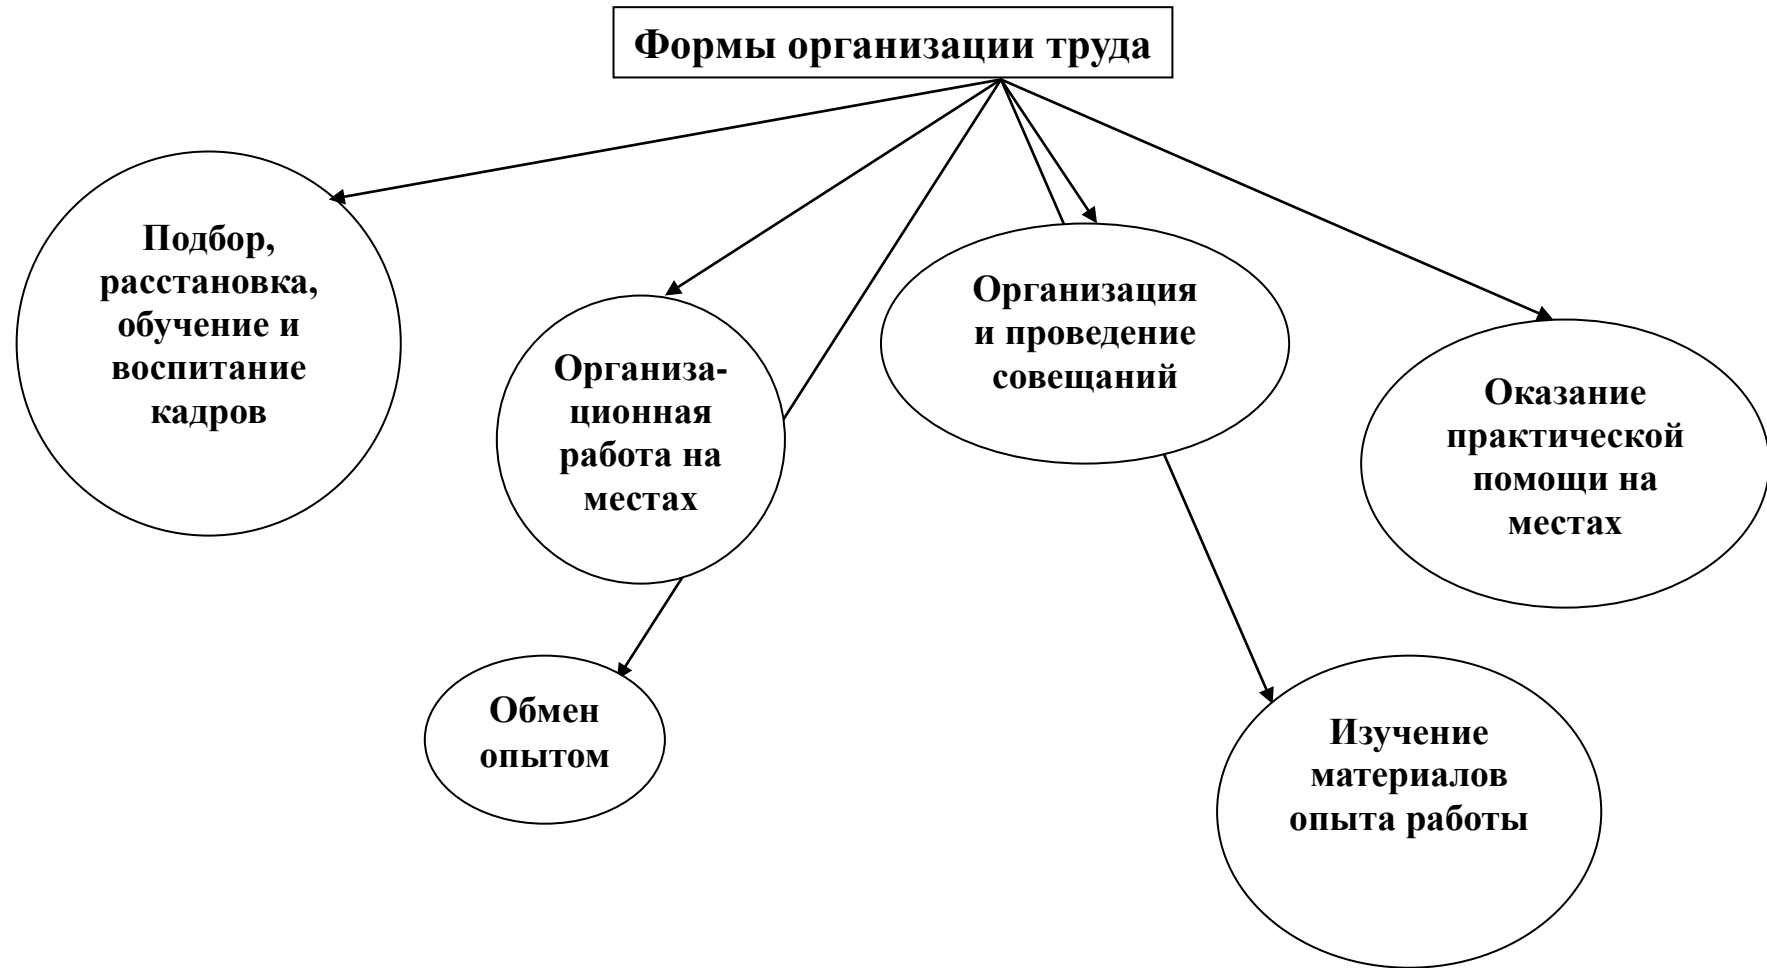 Формы организации труда
Подбор,
расстановка,
обучение и
воспитание
кадров
Организа-
ционная
работа на
местах
Организация
и проведение
совещаний
Оказание
практической
помощи на
местах
Обмен
опытом
Изучение
материалов
опыта работы